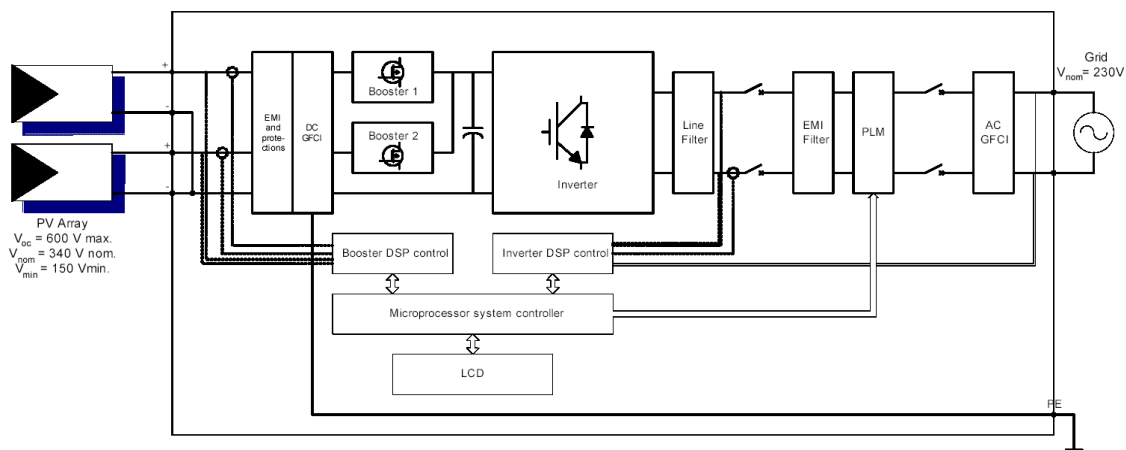 +
-
+
-
PV Array
Voc = 600 V max.
Vnom = 340 V nom.
Vmin = 150 Vmin.
EMI
and
prote-
ctions
DC
GFCI
Booster 1
Booster 2
Inverter
Line
Filter
EMI
Filter
PLM
AC
GFCI
Grid
Vnom= 230V
Booster DSP control
Inverter DSP control
Microprocessor system controller
LCD
PE